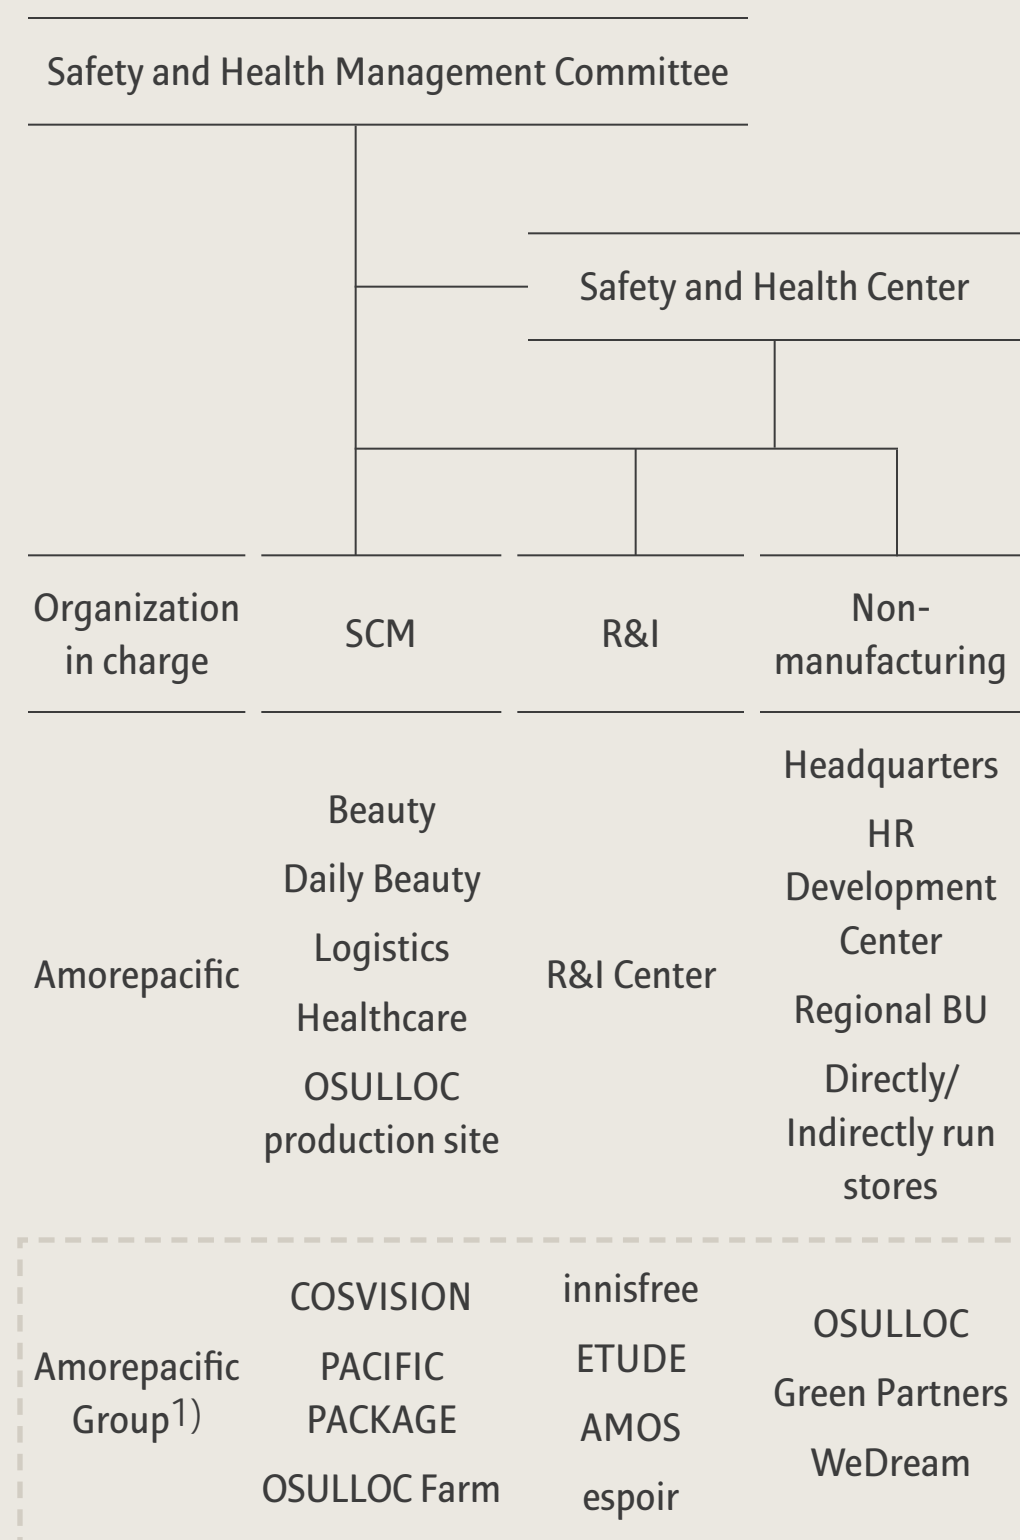 Safety and Health Management Committee
Safety and Health Center
Organization
in charge
SCM
R&I
Non-
manufacturing
Amorepacific
Beauty
Daily Beauty
Logistics
Healthcare
OSULLOC
production site
R&I Center
Headquarters
HR
Development
Center
Regional BU
Directly/
Indirectly run
stores
Amorepacific
Group1)
COSVISION
PACIFIC
PACKAGE
OSULLOC Farm
innisfree
ETUDE
AMOS
espoir
OSULLOC
Green Partners
WeDream